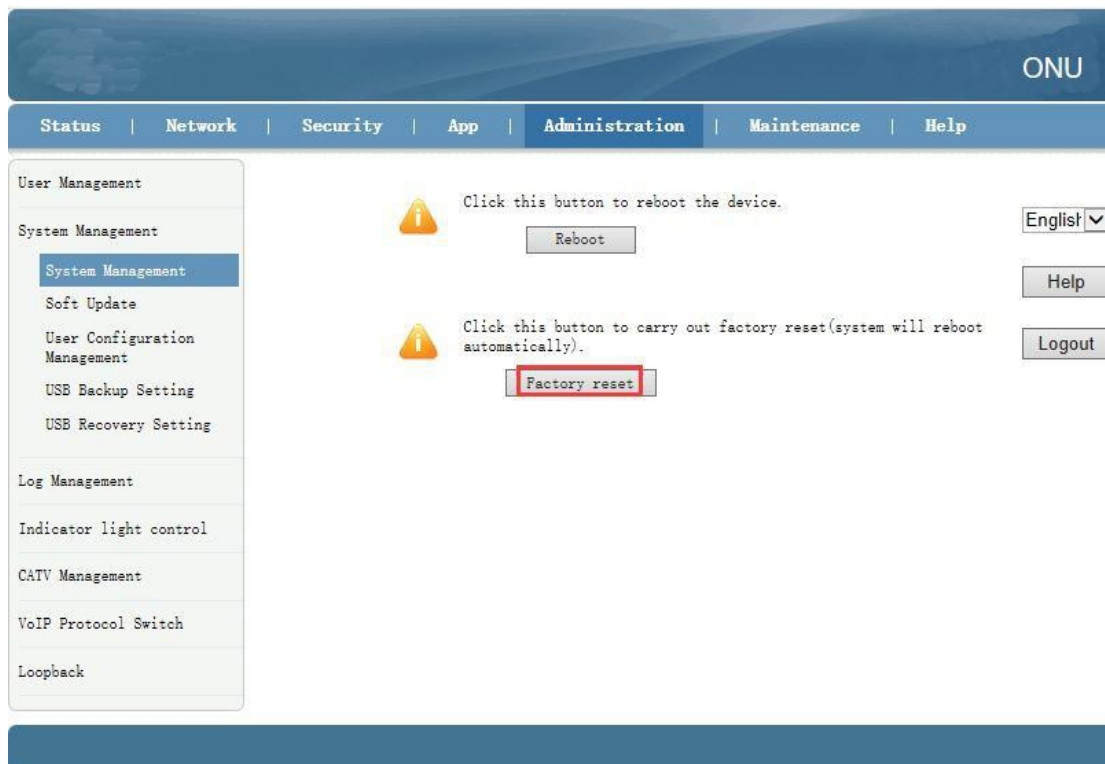 ONU
Status | Network | Security | App | Administration | Maintenance | Help
User Management
System Management
System Management
Soft Update
User Configuration
Management
USB Backup Setting
USB Recovery Setting
Log Management
Indicator light control
CATV Management
VoIP Protocol Switch
Loopback
Click this button to reboot the device.
Reboot
Click this button to carry out factory reset(system will reboot
automatically).
Factory reset
English
Help
Logout